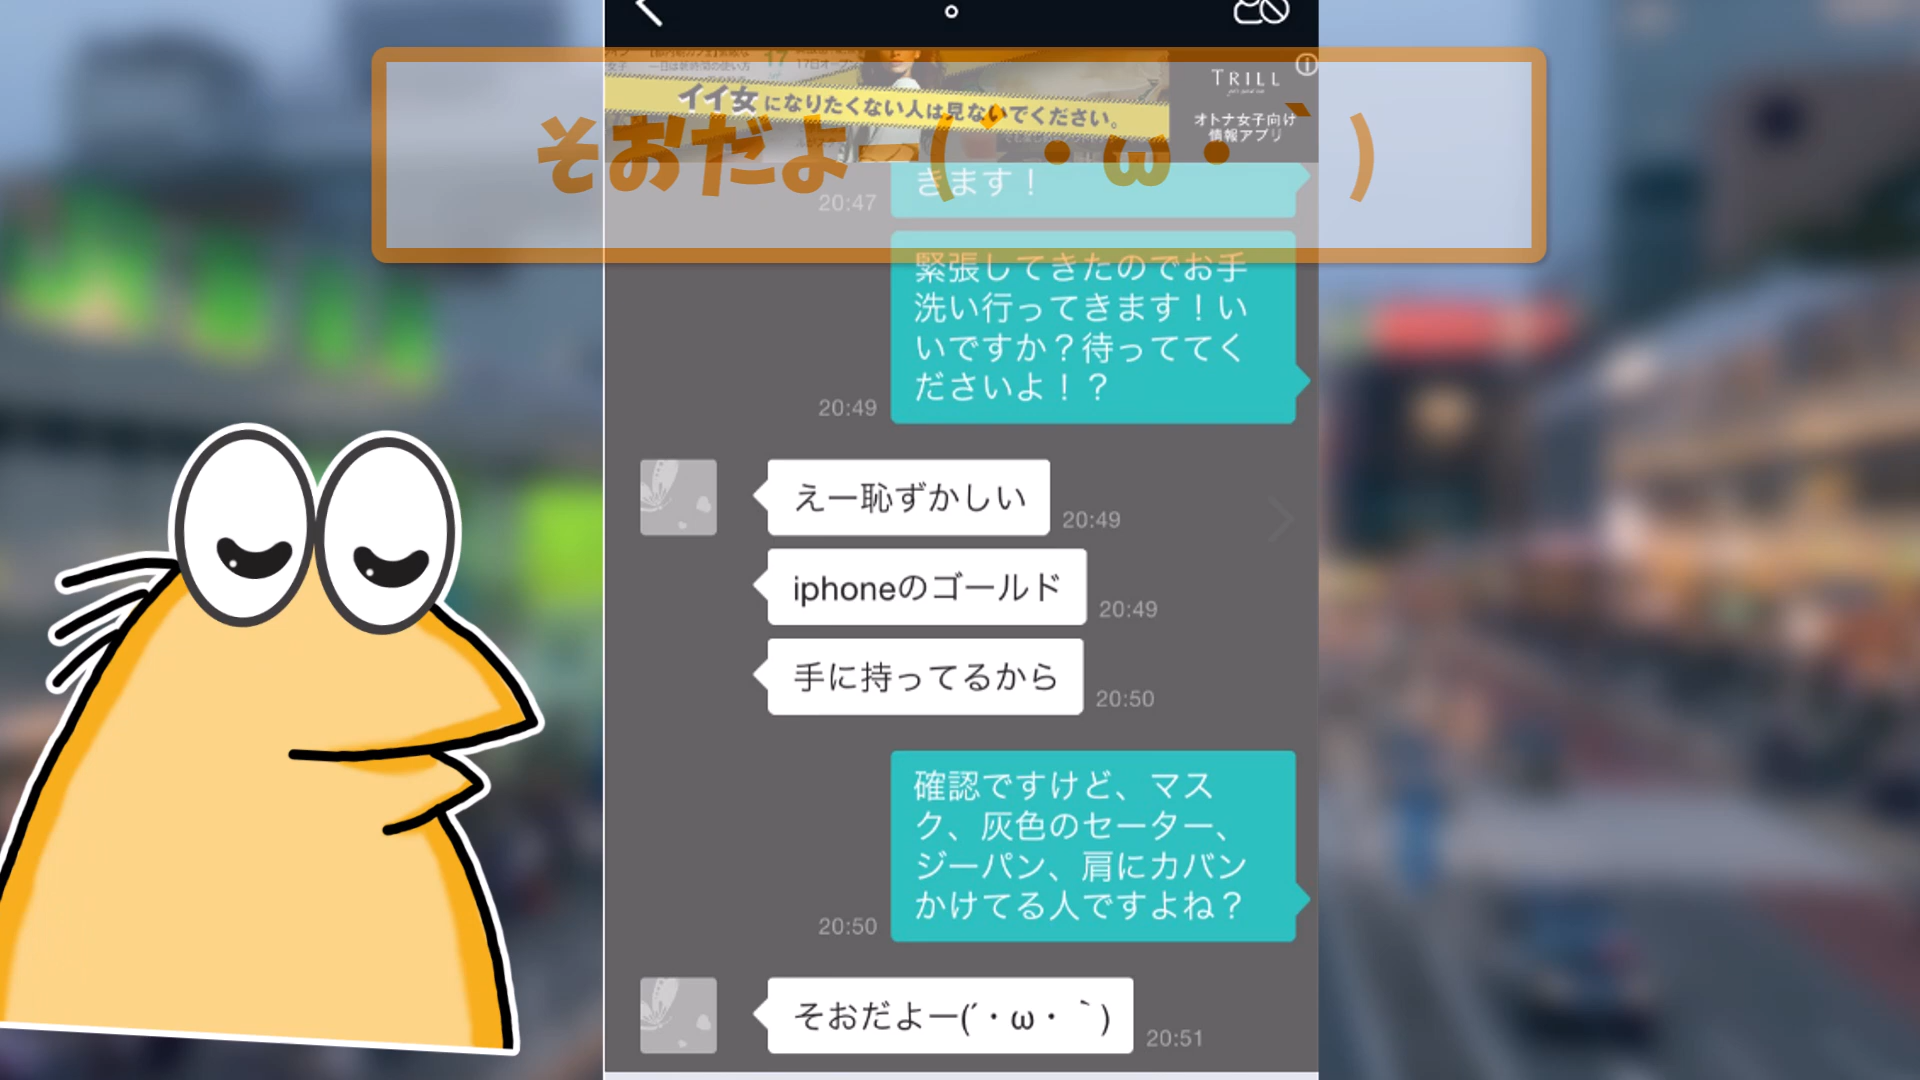 17日オープン
イイ女になりたくない人は見ないでください。
TRILL
オトナ女子向け
情報アプリ
そおだよー(´・ω・｀)
きます！
20:47
緊張してきたのでお手
洗い行ってきます！い
いですか？待っててく
ださいよ！？
20:49
えー恥ずかしい
20:49
iphoneのゴールド
20:49
手に持ってるから
20:50
確認ですけど、マス
ク、灰色のセーター、
ジーパン、肩にカバン
かけてる人ですよね？
20:50
そおだよー(´・ω・｀)
20:51